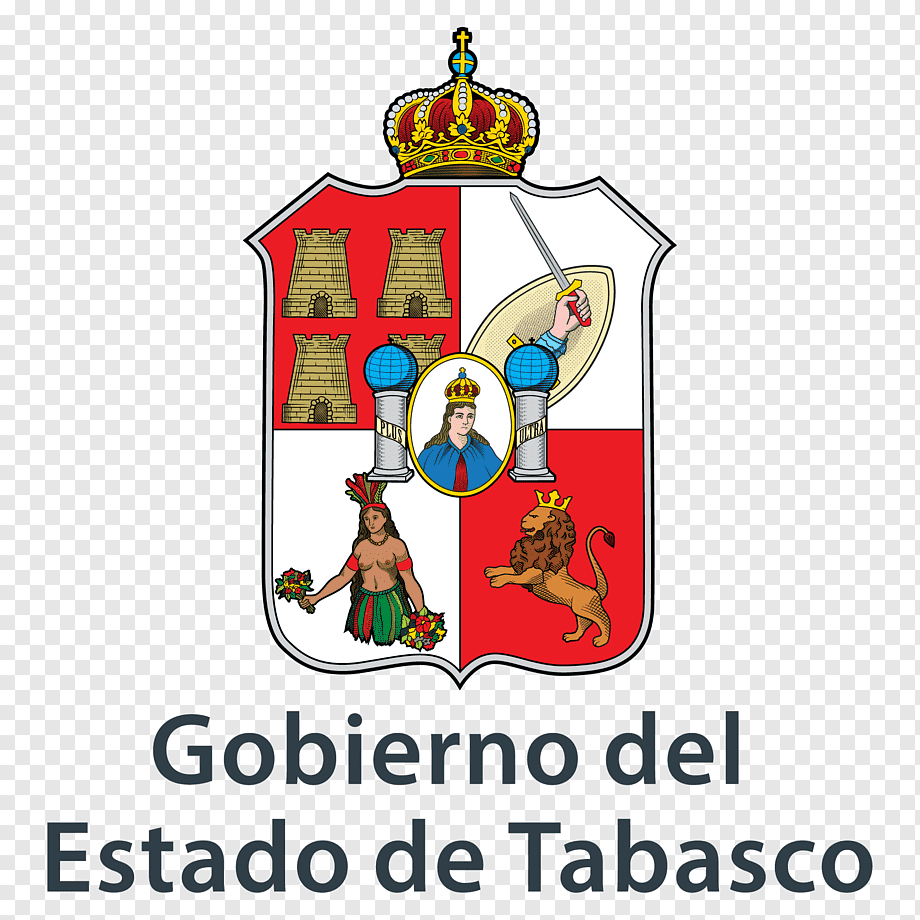 PLUS
ULTRA
Gobierno del
Estado de Tabasco